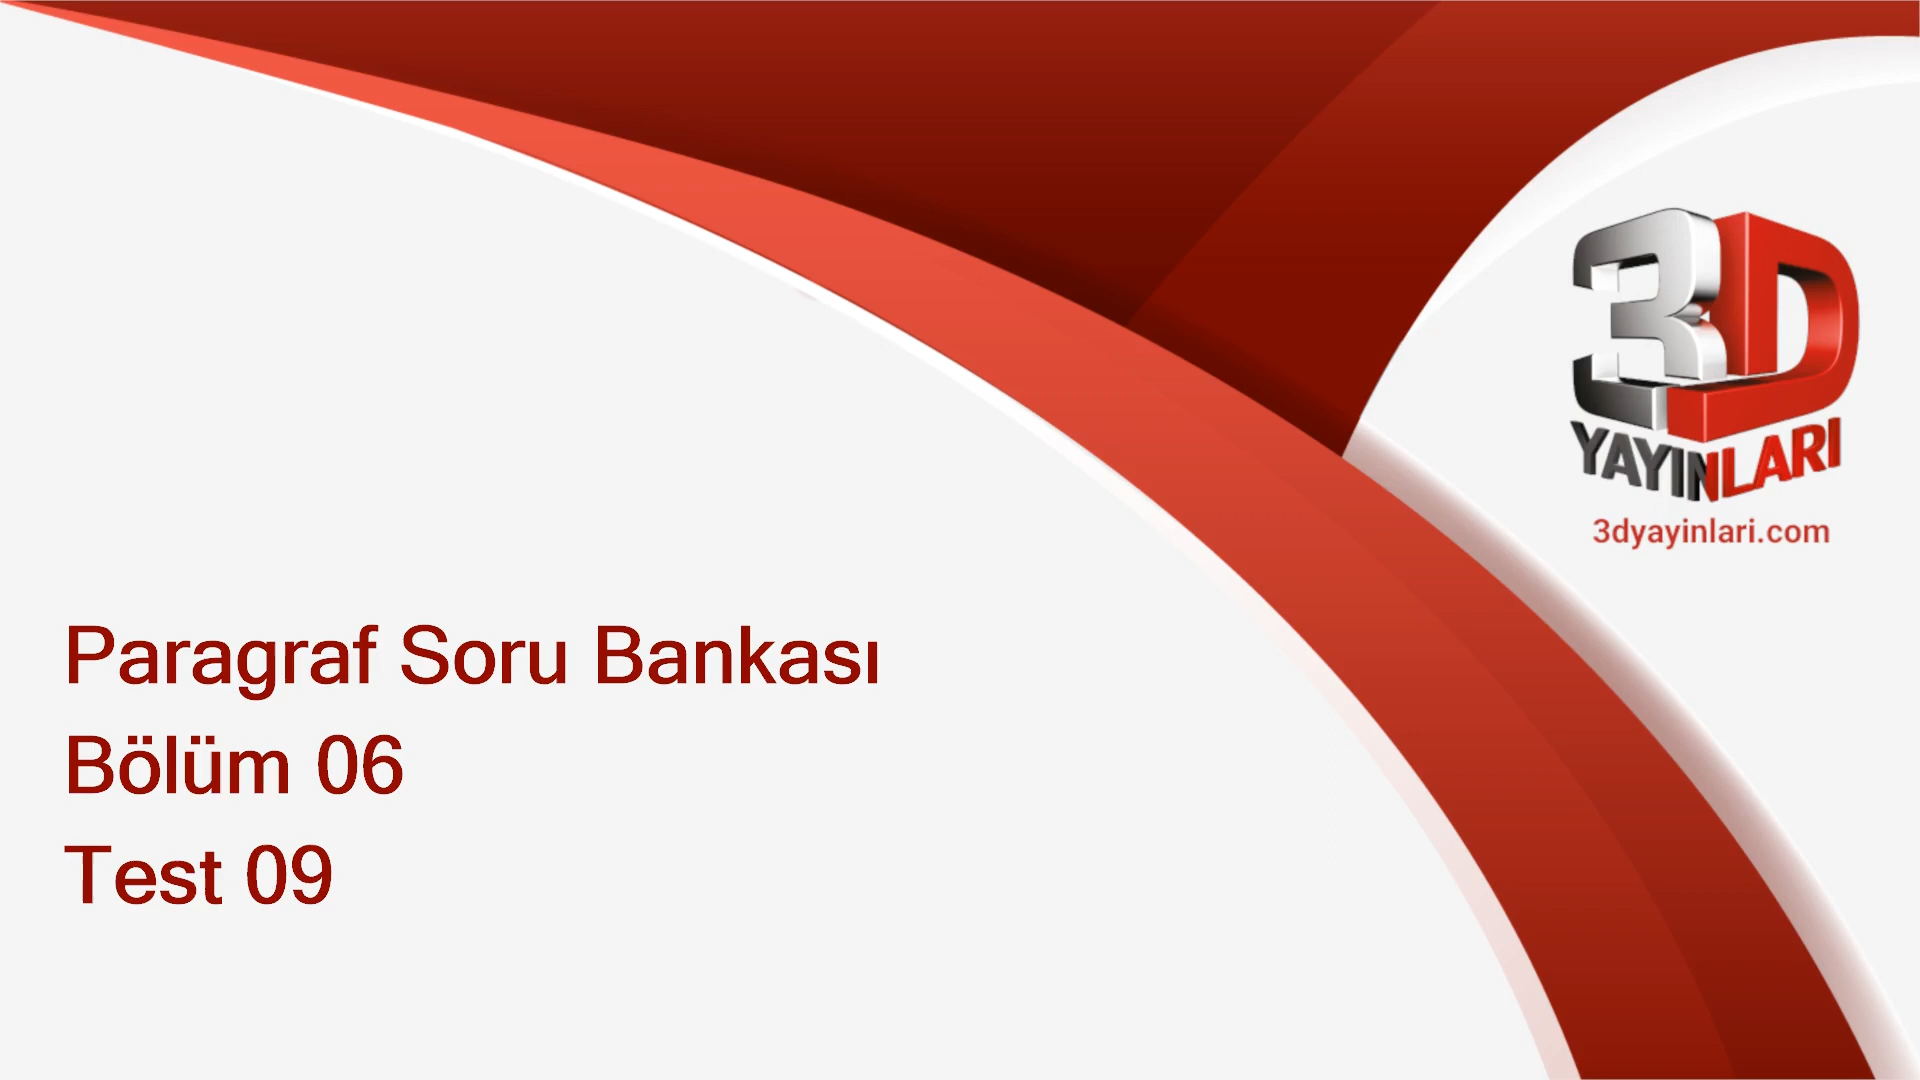 3D
YAYINLARI
3dyayinlari.com
Paragraf Soru Bankası
Bölüm 06
Test 09